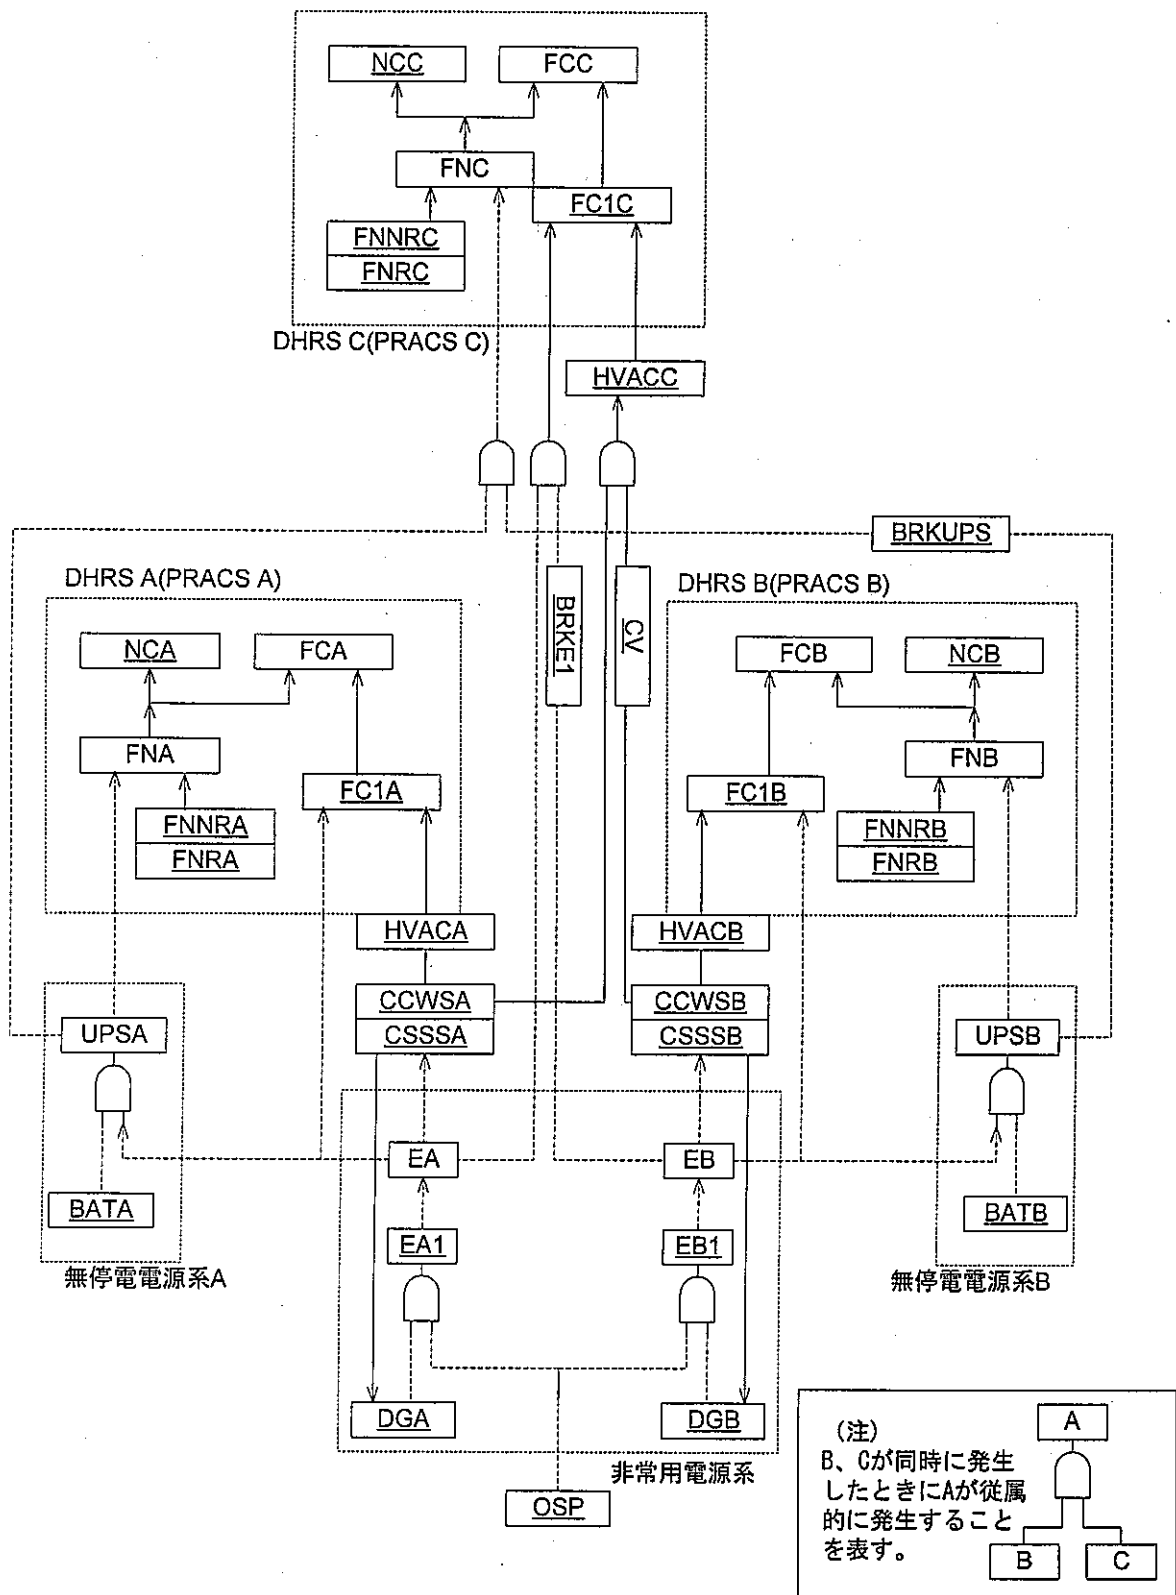 NCC
FCC
FNC
FC1C
FNNRC
FNRC
DHRS C(PRACS C)
HVACC
BRKUPS
DHRS A(PRACS A)
DHRS B(PRACS B)
BRKE1
CV
NCA
FCA
FCB
NCB
FNA
FNB
FC1A
FC1B
FNNRA
FNRA
FNNRB
FNRB
HVACA
HVACB
CCWSA
CSSSA
CCWSB
CSSSB
UPSA
UPSB
EA
EB
BATA
BATB
EA1
EB1
無停電電源系A
無停電電源系B
DGA
DGB
非常用電源系
OSP
(注)
B、Cが同時に発生
したときにAが従属
的に発生すること
を表す。
A
B
C